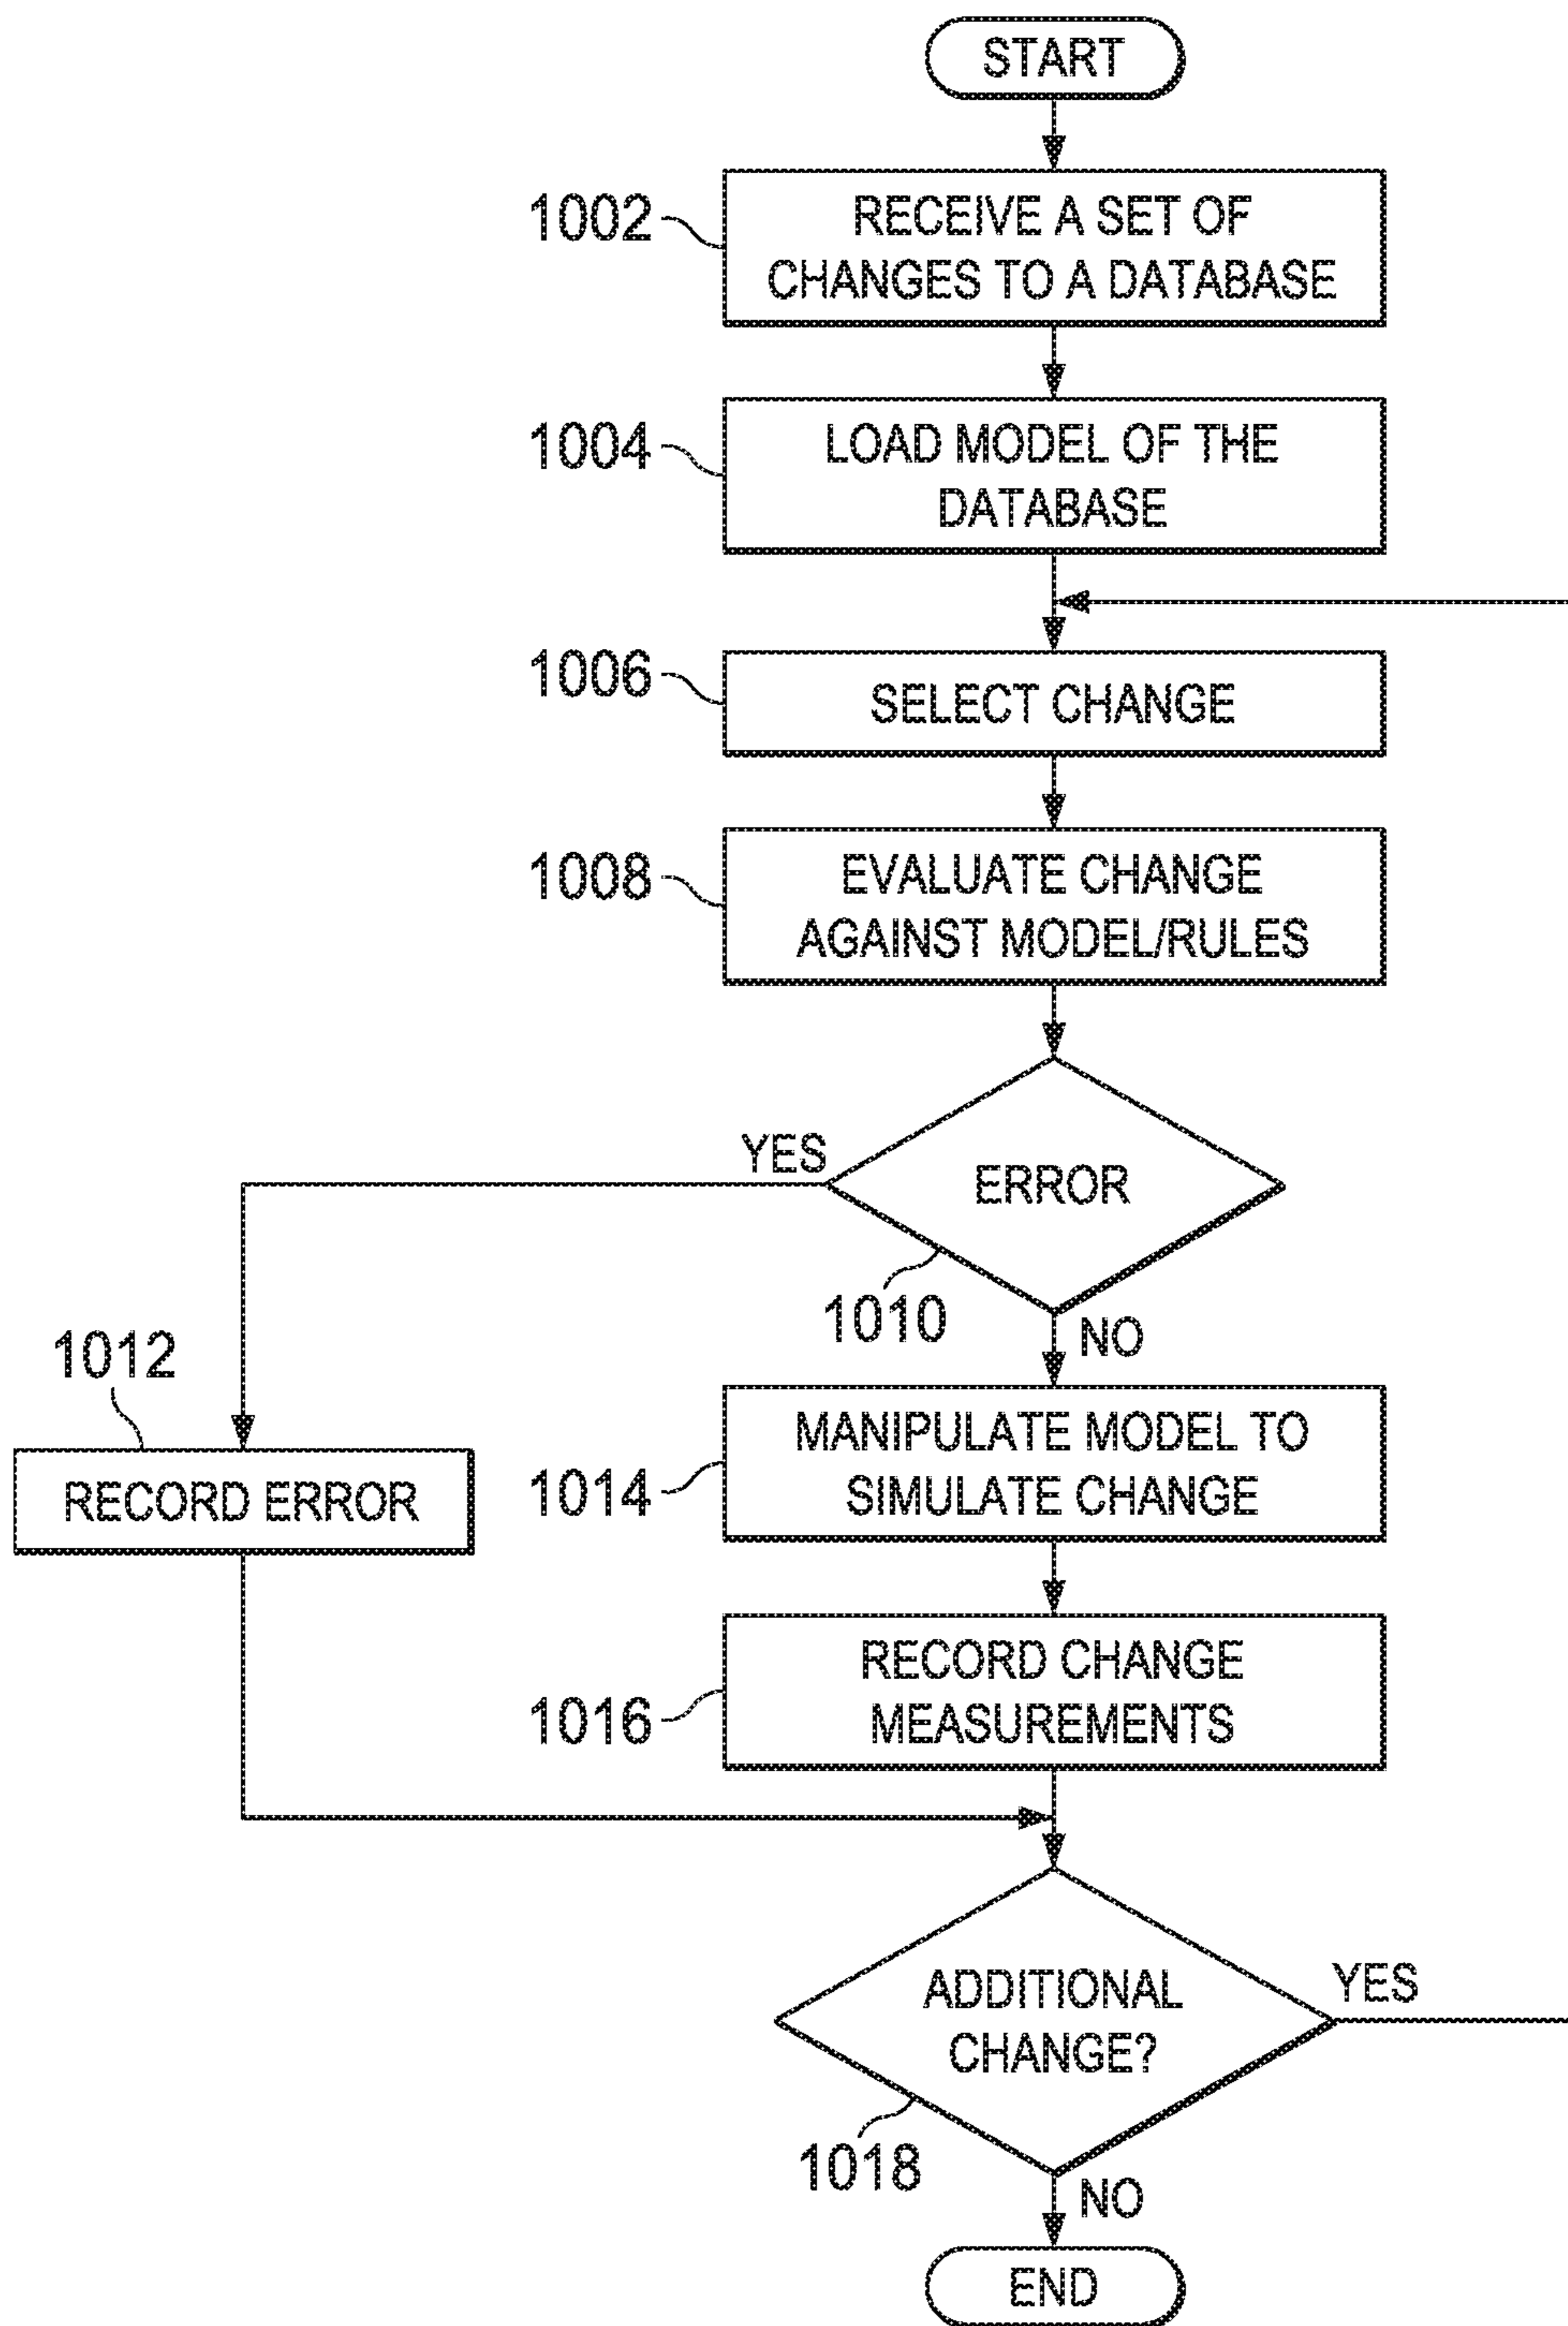 START
1002
RECEIVE A SET OF
CHANGES TO A DATABASE
1004
LOAD MODEL OF THE
DATABASE
1006
SELECT CHANGE
1008
EVALUATE CHANGE
AGAINST MODEL/RULES
YES
ERROR
1010
NO
1012
RECORD ERROR
1014
MANIPULATE MODEL TO
SIMULATE CHANGE
1016
RECORD CHANGE
MEASUREMENTS
ADDITIONAL
CHANGE?
YES
1018
NO
END